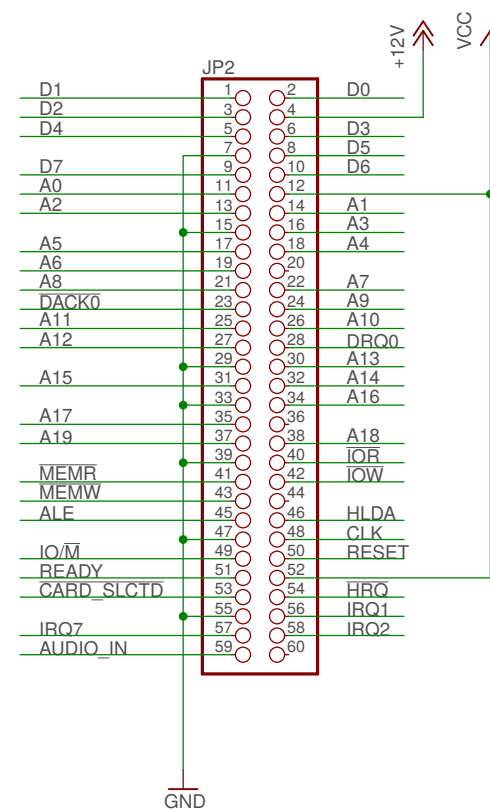 +12V VCC
JP2
D1 1 2 D0
D2 3 4
D4 5 6 D3
7 8 D5
D7 9 10 D6
A0 11 12
A2 13 14 A1
15 16 A3
A5 17 18 A4
A6 19 20
A8 21 22 A7
DACK0 23 24 A9
A11 25 26 A10
A12 27 28 DRQ0
29 30 A13
A15 31 32 A14
33 34 A16
A17 35 36
A19 37 38 A18
39 40 IOR
MEMR 41 42 IOW
MEMW 43 44
ALE 45 46 HLDA
47 48 CLK
IO/M 49 50 RESET
READY 51 52
CARD_SLCTD 53 54 HRQ
55 56 IRQ1
IRQ7 57 58 IRQ2
AUDIO_IN 59 60
GND